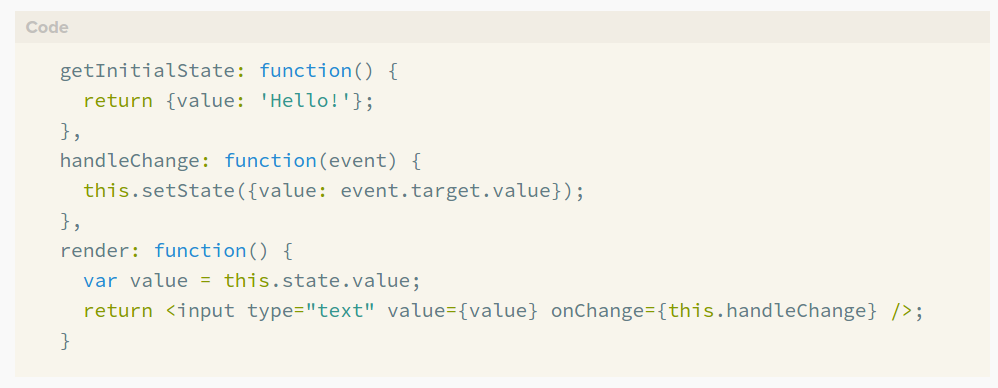 Code
getInitialState: function() {
return {value: 'Hello!'};
},
handleChange: function(event) {
this.setState({value: event.target.value});
},
render: function() {
var value = this.state.value;
return <input type="text" value={value} onChange={this.handleChange} />;
}